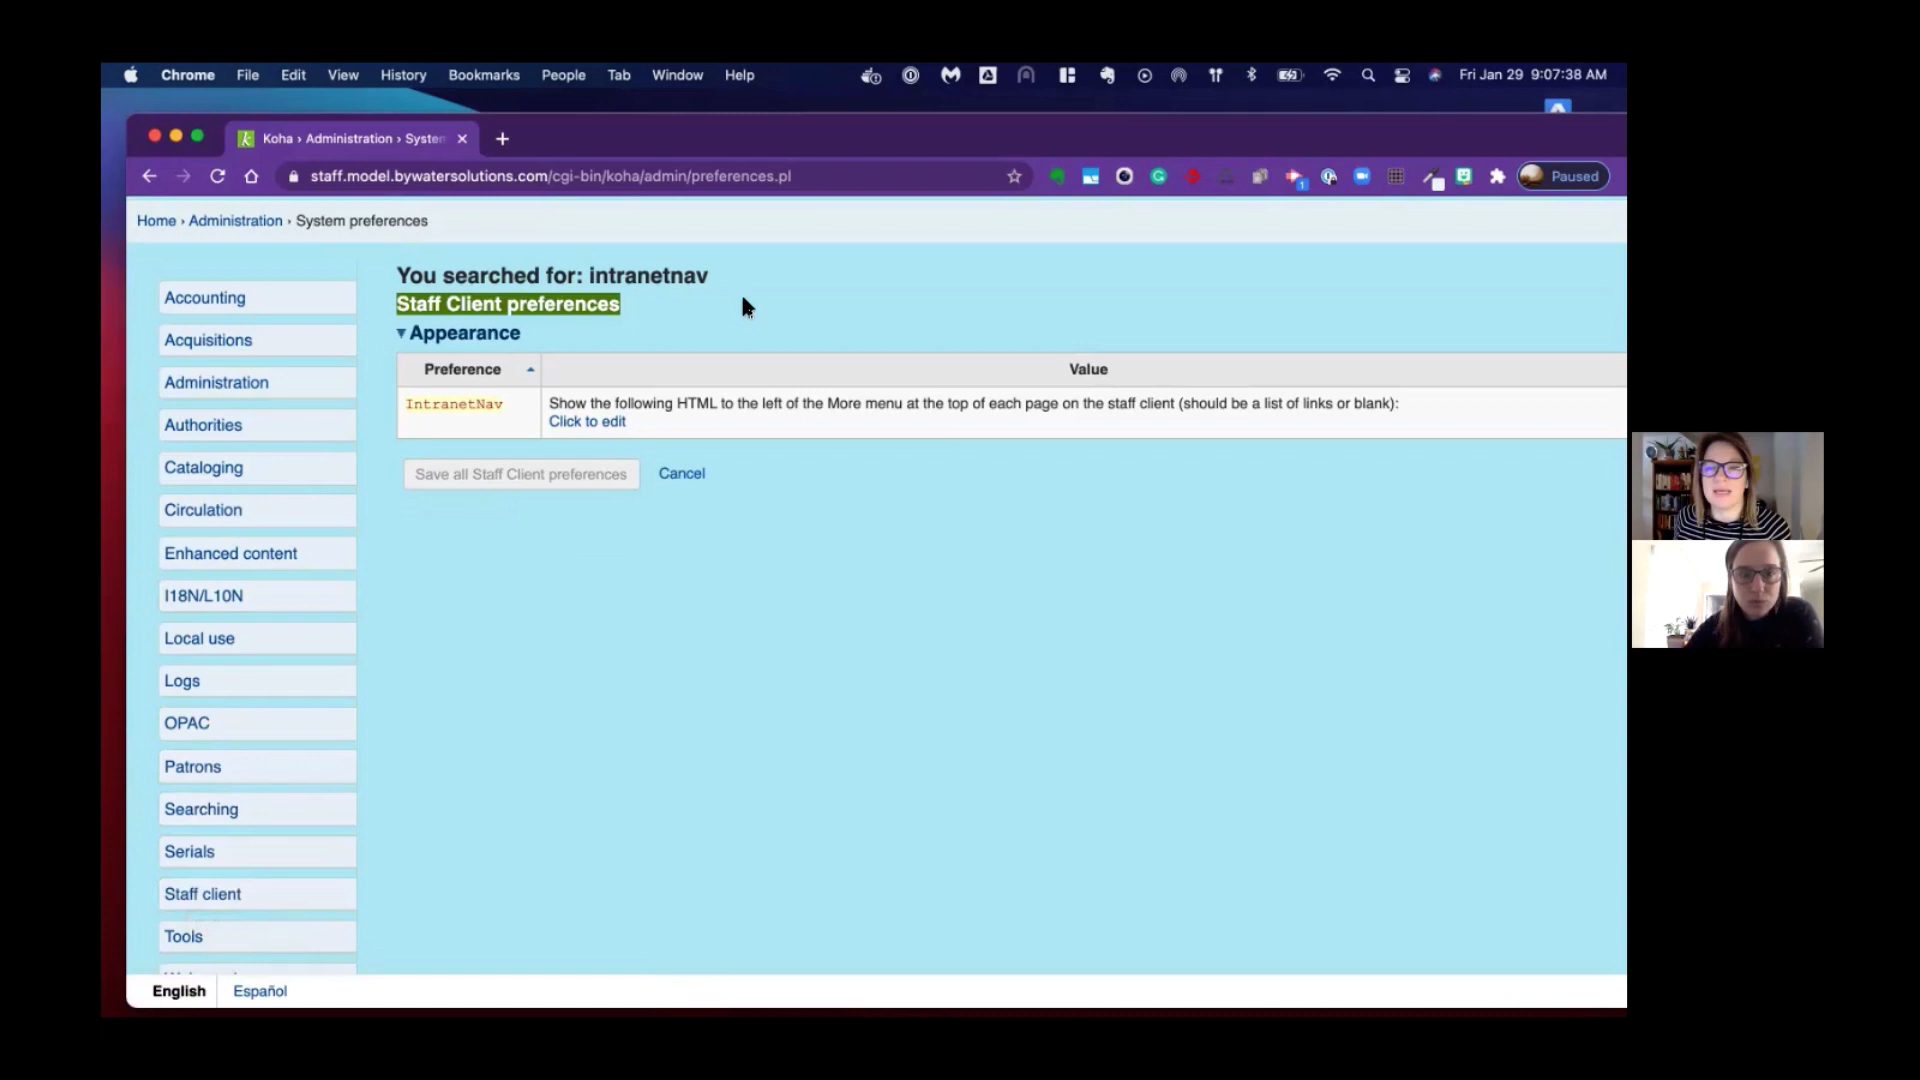 Chrome File Edit View History Bookmarks People Tab Window Help Fri Jan 29 9:07:38 AM
Koha › Administration › System
staff.model.bywatersolutions.com/cgi-bin/koha/admin/preferences.pl
1
Paused
Home › Administration › System preferences
Accounting
Acquisitions
Administration
Authorities
Cataloging
Circulation
Enhanced content
I18N/L10N
Local use
Logs
OPAC
Patrons
Searching
Serials
Staff client
Tools
You searched for: intranetnav
Staff Client preferences
Appearance
Preference Value
IntranetNav Show the following HTML to the left of the More menu at the top of each page on the staff client (should be a list of links or blank):
Click to edit
Save all Staff Client preferences Cancel
English Español